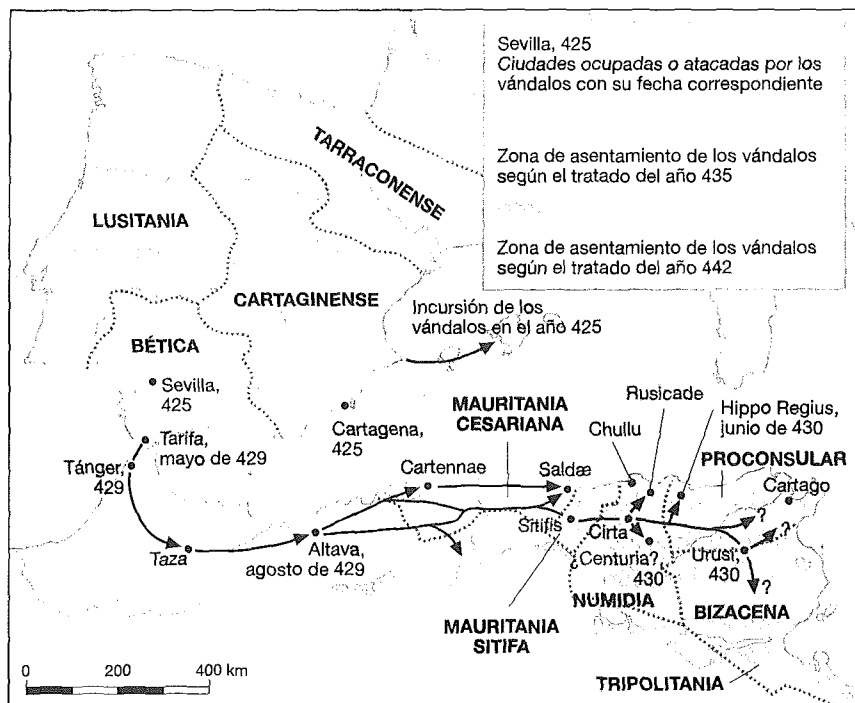 Sevilla, 425
Ciudades ocupadas o atacadas por los
vándalos con su fecha correspondiente
Zona de asentamiento de los vándalos
según el tratado del año 435
Zona de asentamiento de los vándalos
según el tratado del año 442
TARRACONENSE
LUSITANIA
CARTAGINENSE
Incursión de los
vándalos en el año 425
BÉTICA
Sevilla,
425
Cartagena,
425
Tarifa,
mayo de 429
Tánger,
429
Taza
Altava,
agosto de 429
Cartennae
MAURITANIA
CESARIANA
Saldæ
Chullu
Rusicade
Hippo Regius,
junio de 430
PROCONSULAR
Cartago
Sitifis
Cirta
¿Centuria?,
430
Urusi,
430
?
?
?
NUMIDIA
BIZACENA
MAURITANIA
SITIFA
TRIPOLITANIA
0 200 400 km